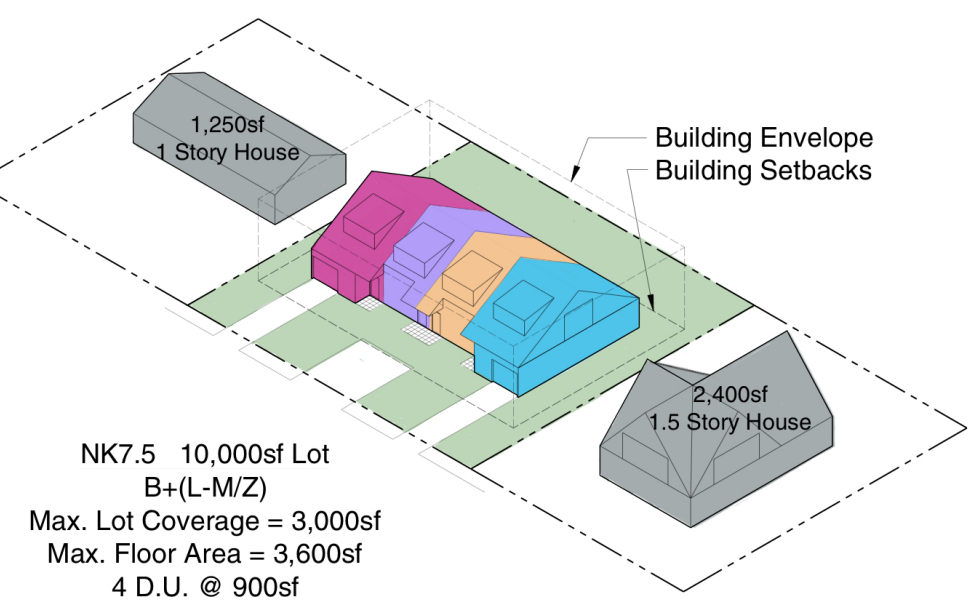 1,250sf
1 Story House
Building Envelope
Building Setbacks
2,400sf
1.5 Story House
NK7.5 10,000sf Lot
B+(L-M/Z)
Max. Lot Coverage = 3,000sf
Max. Floor Area = 3,600sf
4 D.U. @ 900sf